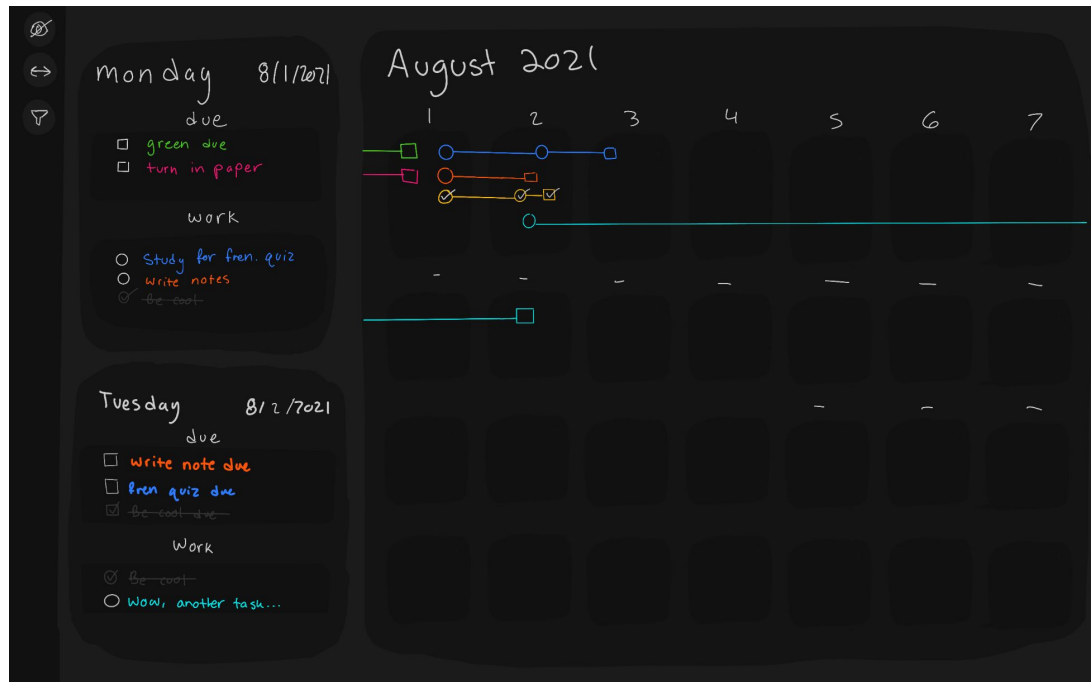 monday 8/1/2021
due
green due
turn in paper
work
Study for fren. quiz
write notes
Be cool
Tuesday 8/2/2021
due
write note due
fren quiz due
Be cool due
Work
Be cool
Wow, another task...
August 2021
1 2 3 4 5 6 7
- - - - - - -
- - -